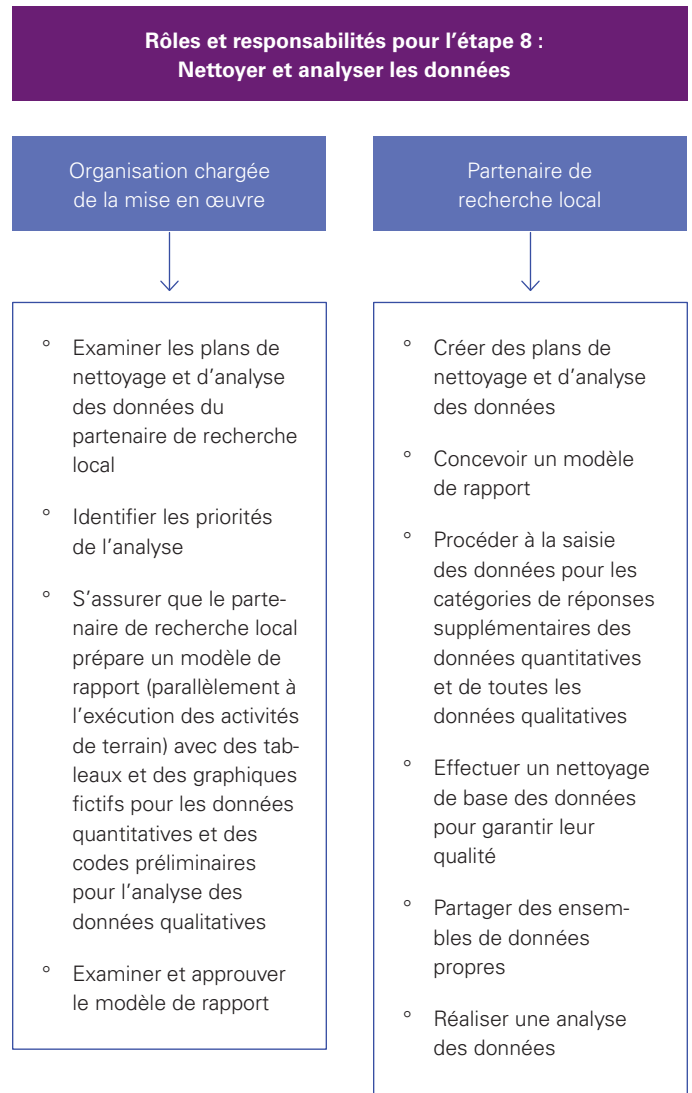 Rôles et responsabilités pour l’étape 8 :
Nettoyer et analyser les données
Organisation chargée
de la mise en œuvre
° Examiner les plans de
nettoyage et d’analyse
des données du
partenaire de recherche
local
° Identifier les priorités
de l’analyse
° S’assurer que le parte-
naire de recherche local
prépare un modèle de
rapport (parallèlement à
l’exécution des activités
de terrain) avec des tab-
leaux et des graphiques
fictifs pour les données
quantitatives et des
codes préliminaires
pour l’analyse des
données qualitatives
° Examiner et approuver
le modèle de rapport
Partenaire de
recherche local
° Créer des plans de
nettoyage et d’analyse
des données
° Concevoir un modèle
de rapport
° Procéder à la saisie
des données pour les
catégories de réponses
supplémentaires des
données quantitatives
et de toutes les
données qualitatives
° Effectuer un nettoyage
de base des données
pour garantir leur
qualité
° Partager des ensem-
bles de données
propres
° Réaliser une analyse
des données